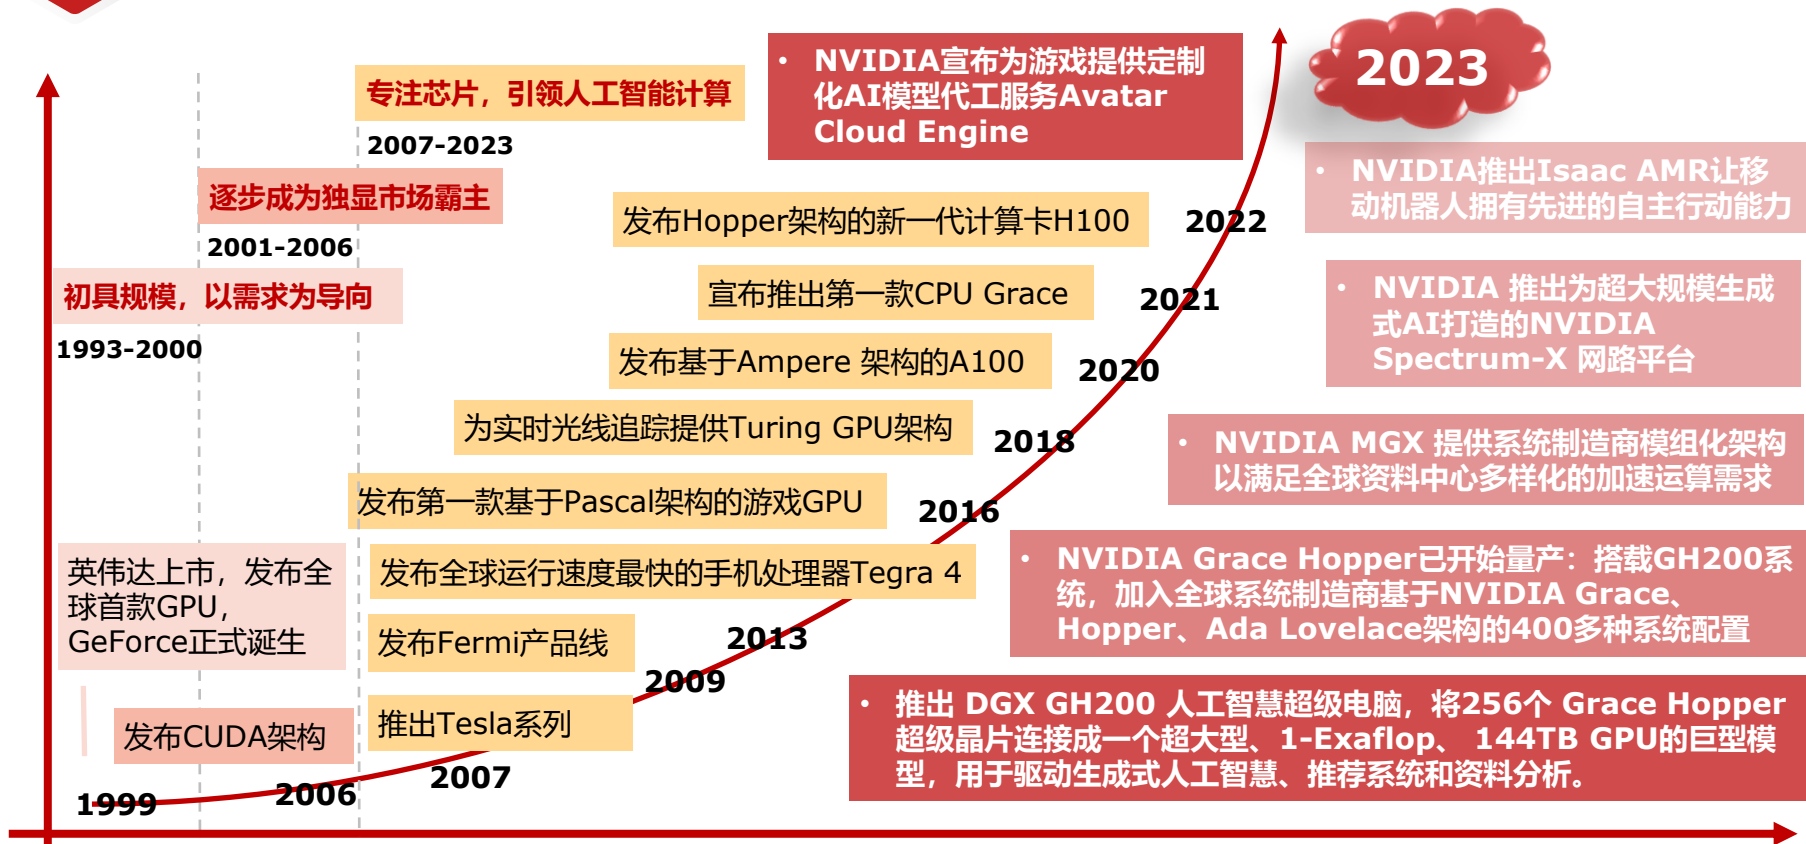 2023
专注芯片，引领人工智能计算
2007-2023
逐步成为独显市场霸主
2001-2006
初具规模，以需求为导向
1993-2000
• NVIDIA宣布为游戏提供定制
化AI模型代工服务Avatar
Cloud Engine
• NVIDIA推出Isaac AMR让移
动机器人拥有先进的自主行动能力
• NVIDIA 推出为超大规模生成
式AI打造的NVIDIA
Spectrum-X 网路平台
• NVIDIA MGX 提供系统制造商模组化架构
以满足全球资料中心多样化的加速运算需求
• NVIDIA Grace Hopper已开始量产：搭载GH200系
统，加入全球系统制造商基于NVIDIA Grace、
Hopper、Ada Lovelace架构的400多种系统配置
• 推出 DGX GH200 人工智慧超级电脑，将256个 Grace Hopper
超级晶片连接成一个超大型、1-Exaflop、 144TB GPU的巨型模
型，用于驱动生成式人工智慧、推荐系统和资料分析。
发布Hopper架构的新一代计算卡H100
2022
宣布推出第一款CPU Grace
2021
发布基于Ampere 架构的A100
2020
为实时光线追踪提供Turing GPU架构
2018
发布第一款基于Pascal架构的游戏GPU
2016
发布全球运行速度最快的手机处理器Tegra 4
2013
发布Fermi产品线
2009
推出Tesla系列
2007
英伟达上市，发布全
球首款GPU，
GeForce正式诞生
发布CUDA架构
2006
1999